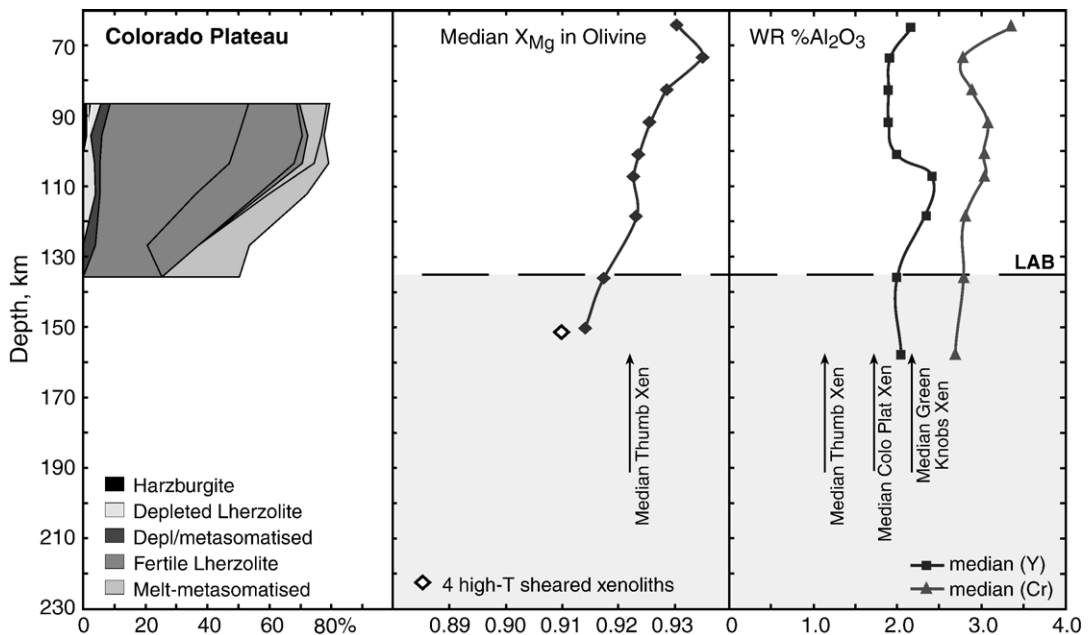 Colorado Plateau
Median XMg in Olivine
WR %Al2O3
Depth, km
70
90
110
130
150
170
190
210
230
LAB
Median Thumb Xen
Median Thumb Xen
Median Colo Plat Xen
Median Green
Knobs Xen
Harzburgite
Depleted Lherzolite
Depl/metasomatised
Fertile Lherzolite
Melt-metasomatised
4 high-T sheared xenoliths
median (Y)
median (Cr)
0 20 40 60 80%
0.89 0.90 0.91 0.92 0.93
0 1.0 2.0 3.0 4.0